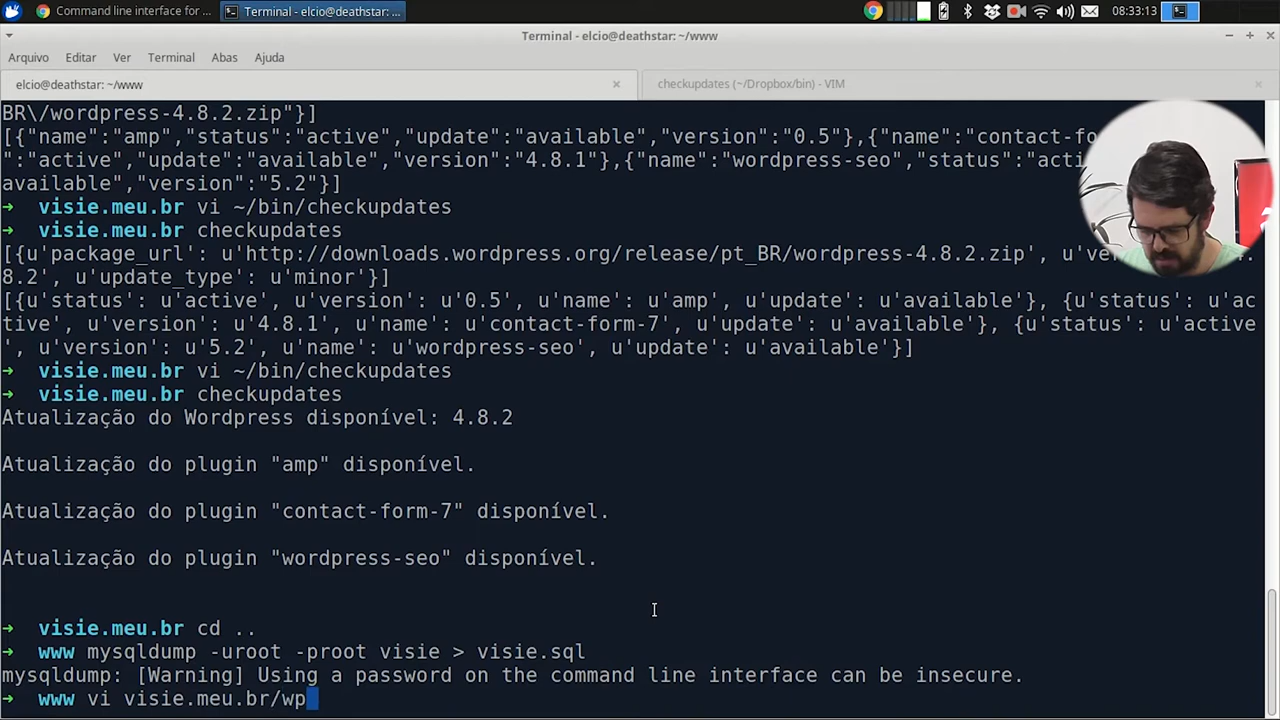 Command line interface for ...
Terminal - elcio@deathstar: ...
08:33:13
Terminal - elcio@deathstar: ~/www
Arquivo Editar Ver Terminal Abas Ajuda
elcio@deathstar: ~/www
checkupdates (~/Dropbox/bin) - VIM
BR\/wordpress-4.8.2.zip"}]
[{"name":"amp","status":"active","update":"available","version":"0.5"},{"name":"contact-fo
":"active","update":"available","version":"4.8.1"},{"name":"wordpress-seo","status":"acti
available","version":"5.2"}]
➜ visie.meu.br vi ~/bin/checkupdates
➜ visie.meu.br checkupdates
[{u'package_url': u'http://downloads.wordpress.org/release/pt_BR/wordpress-4.8.2.zip', u've 4.
8.2', u'update_type': u'minor'}]
[{u'status': u'active', u'version': u'0.5', u'name': u'amp', u'update': u'available'}, {u'status': u'ac
tive', u'version': u'4.8.1', u'name': u'contact-form-7', u'update': u'available'}, {u'status': u'active
', u'version': u'5.2', u'name': u'wordpress-seo', u'update': u'available'}]
➜ visie.meu.br vi ~/bin/checkupdates
➜ visie.meu.br checkupdates
Atualização do Wordpress disponível: 4.8.2
Atualização do plugin "amp" disponível.
Atualização do plugin "contact-form-7" disponível.
Atualização do plugin "wordpress-seo" disponível.
➜ visie.meu.br cd ..
➜ www mysqldump -uroot -proot visie > visie.sql
mysqldump: [Warning] Using a password on the command line interface can be insecure.
➜ www vi visie.meu.br/wp